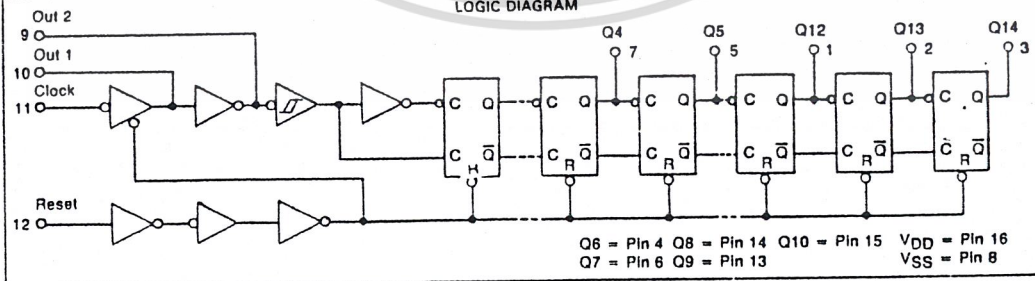 LOGIC DIAGRAM
Out 2
9
Out 1
10
Clock
11
Q4
7
Q5
5
Q12
1
Q13
2
Q14
3
C Q
C Q
C Q
C Q
C Q
C Q
C Q̅
C Q̅
C Q̅
C Q̅
C Q̅
C̅ Q̅
R
R
R
R
R
R
Reset
12
Q6 = Pin 4 Q8 = Pin 14 Q10 = Pin 15 VDD = Pin 16
Q7 = Pin 6 Q9 = Pin 13 VSS = Pin 8